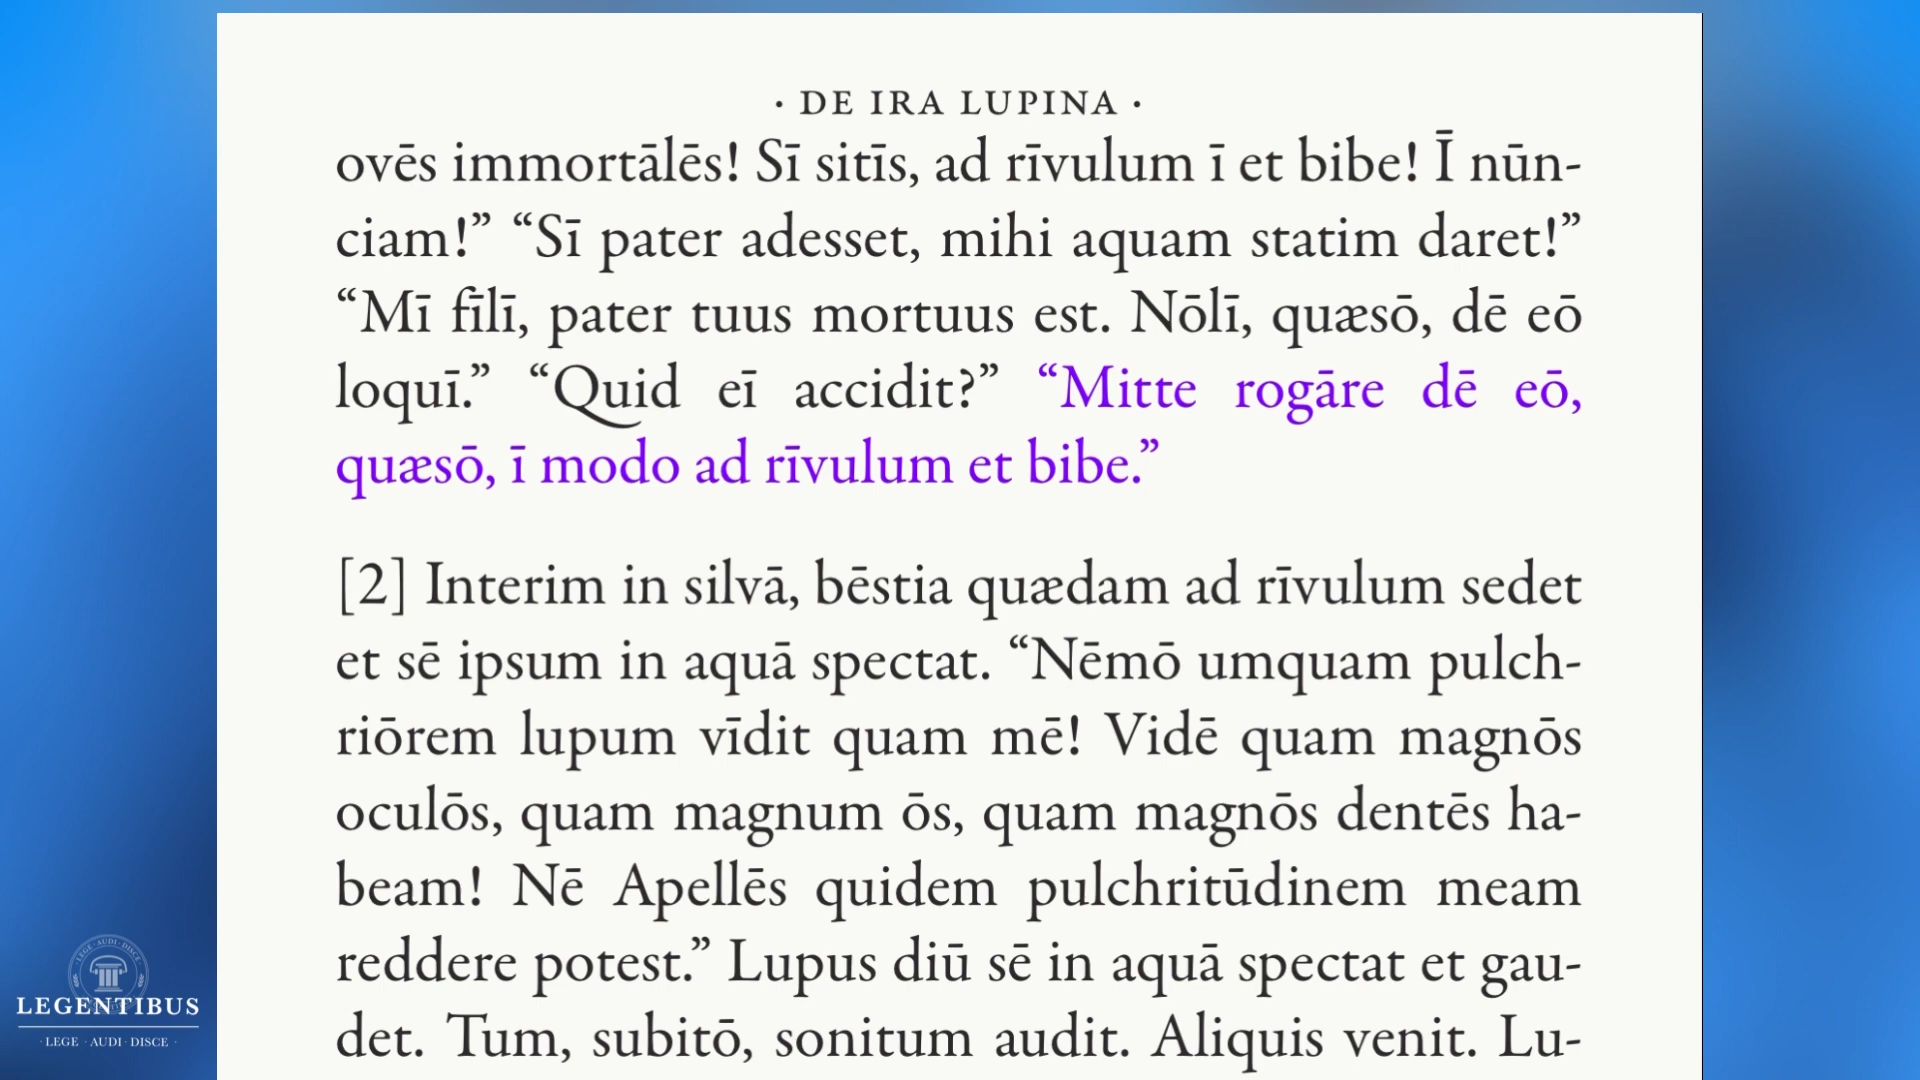 · DE IRA LUPINA ·
ovēs immortālēs! Sī sitīs, ad rīvulum ī et bibe! Ī nūn-
ciam!” “Sī pater adesset, mihi aquam statim daret!”
“Mī fīlī, pater tuus mortuus est. Nōlī, quæsō, dē eō
loquī.” “Quid eī accidit?” “Mitte rogāre dē eō,
quæsō, ī modo ad rīvulum et bibe.”
[2] Interim in silvā, bēstia quædam ad rīvulum sedet
et sē ipsum in aquā spectat. “Nēmō umquam pulch-
riōrem lupum vīdit quam mē! Vidē quam magnōs
oculōs, quam magnum ōs, quam magnōs dentēs ha-
beam! Nē Apellēs quidem pulchritūdinem meam
reddere potest.” Lupus diū sē in aquā spectat et gau-
det. Tum, subitō, sonitum audit. Aliquis venit. Lu-
LEGE · AUDI · DISCE
LEGENTIBUS
· LEGE · AUDI · DISCE ·